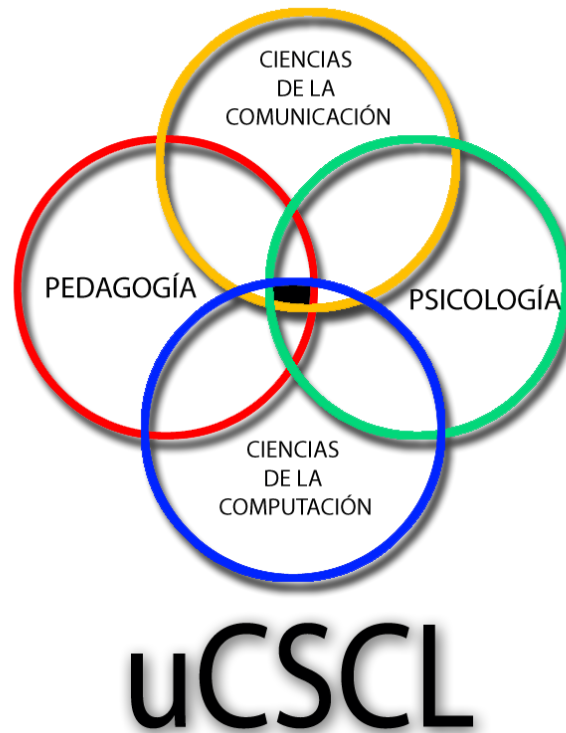 CIENCIAS
DE LA
COMUNICACIÓN
PEDAGOGÍA
PSICOLOGÍA
CIENCIAS
DE LA
COMPUTACIÓN
uCSCL